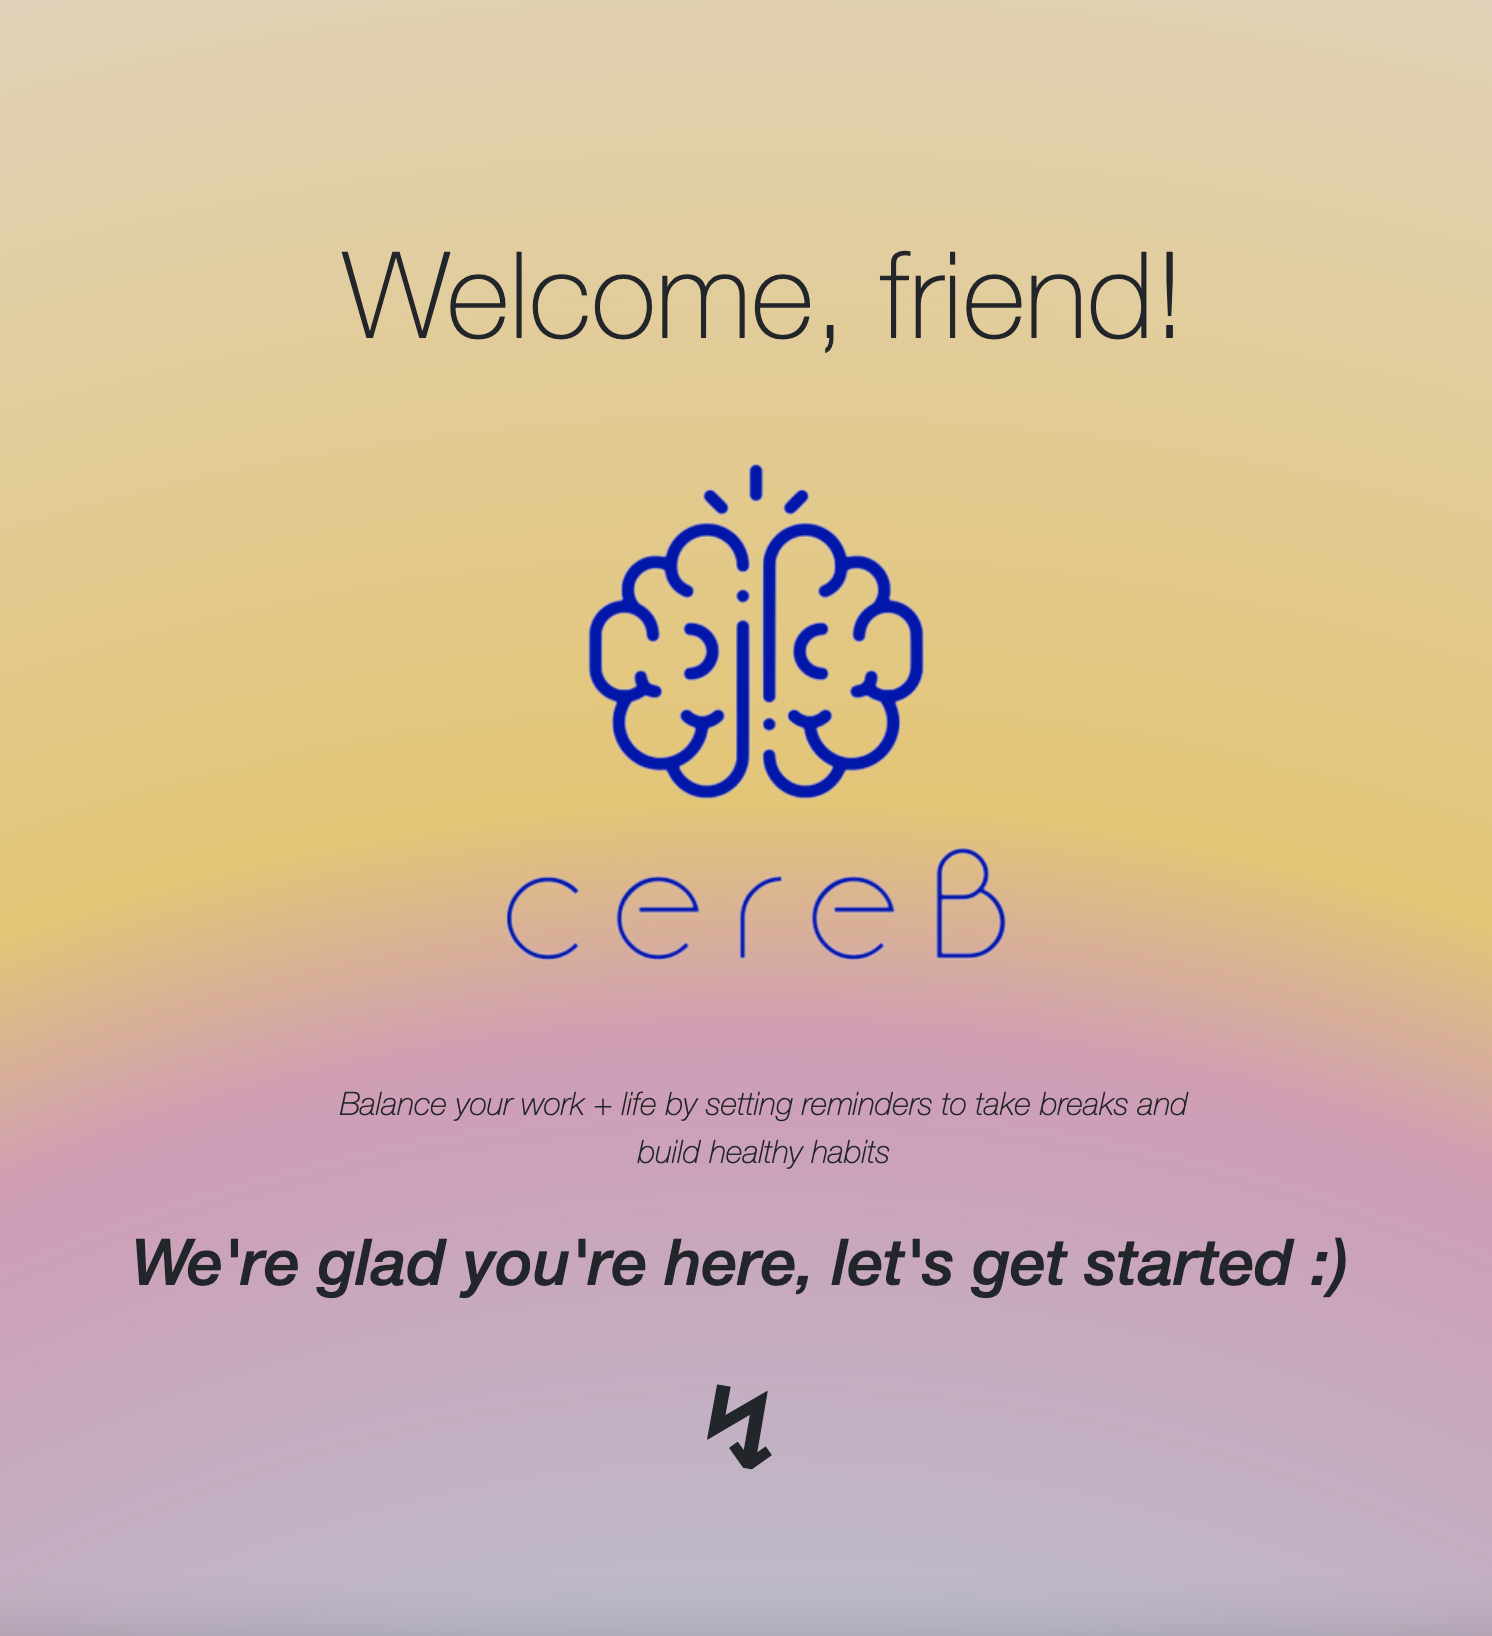 Welcome, friend!
cereB
Balance your work + life by setting reminders to take breaks and
build healthy habits
We're glad you're here, let's get started :)
↯